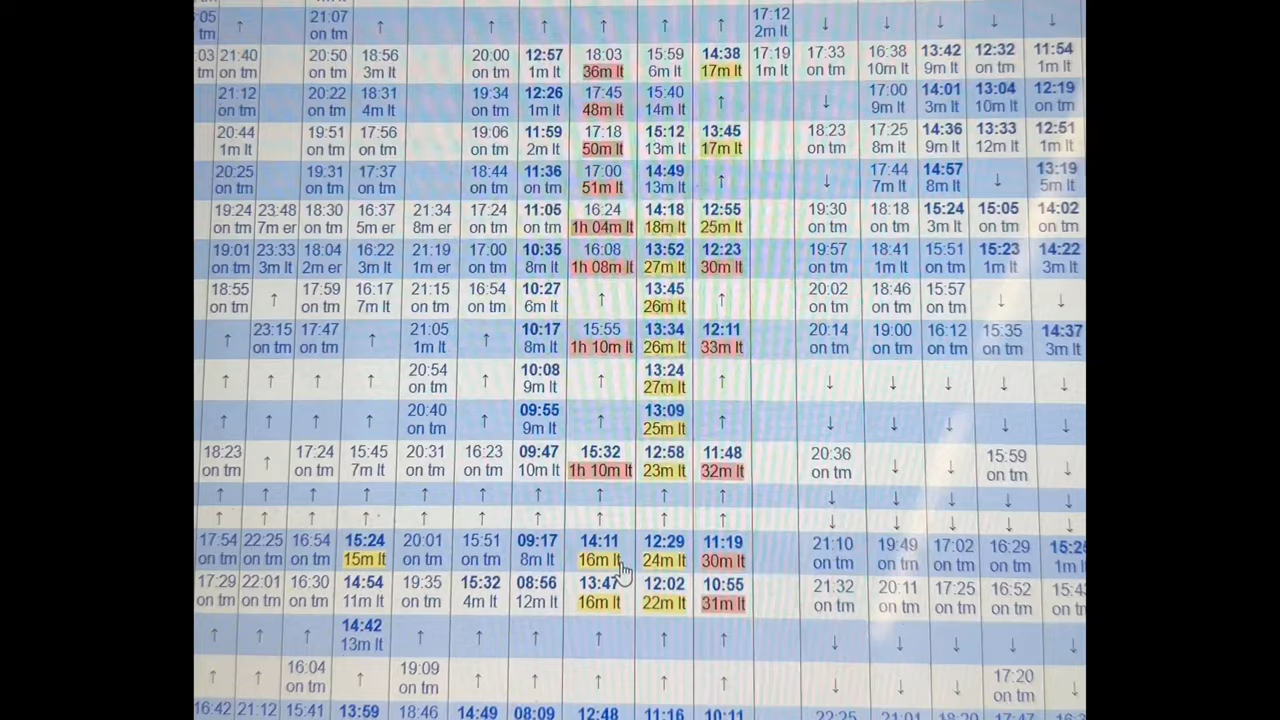 05 21:07 17:12
tm on tm 2m lt
03 21:40 20:50 18:56 20:00 12:57 18:03 15:59 14:38 17:19 17:33 16:38 13:42 12:32 11:54
tm on tm on tm 3m lt on tm 1m lt 36m lt 6m lt 17m lt 1m lt on tm 10m lt 9m lt on tm 1m lt
21:12 20:22 18:31 19:34 12:26 17:45 15:40 ↑ ↓ 17:00 14:01 13:04 12:19
on tm on tm 4m lt on tm 1m lt 48m lt 14m lt 9m lt 3m lt 10m lt on tm
20:44 19:51 17:56 19:06 11:59 17:18 15:12 13:45 18:23 17:25 14:36 13:33 12:51
1m lt on tm on tm on tm 2m lt 50m lt 13m lt 17m lt on tm 8m lt 9m lt 12m lt 1m lt
20:25 19:31 17:37 18:44 11:36 17:00 14:49 ↑ ↓ 17:44 14:57 ↓ 13:19
on tm on tm on tm on tm on tm 51m lt 13m lt 7m lt 8m lt 5m lt
19:24 23:48 18:30 16:37 21:34 17:24 11:05 16:24 14:18 12:55 19:30 18:18 15:24 15:05 14:02
on tm 7m er on tm 5m er 8m er on tm on tm 1h 04m lt 18m lt 25m lt on tm on tm 3m lt on tm on tm
19:01 23:33 18:04 16:22 21:19 17:00 10:35 16:08 13:52 12:23 19:57 18:41 15:51 15:23 14:22
on tm 3m lt 2m er 3m lt 1m er on tm 8m lt 1h 08m lt 27m lt 30m lt on tm 1m lt on tm 1m lt 3m lt
18:55 ↑ 17:59 16:17 21:15 16:54 10:27 ↑ 13:45 ↑ 20:02 18:46 15:57 ↓ ↓
on tm on tm 7m lt on tm on tm 6m lt 26m lt on tm on tm on tm
↑ 23:15 17:47 ↑ 21:05 ↑ 10:17 15:55 13:34 12:11 20:14 19:00 16:12 15:35 14:37
on tm on tm 1m lt 8m lt 1h 10m lt 26m lt 33m lt on tm on tm on tm on tm 3m lt
↑ ↑ ↑ ↑ 20:54 ↑ 10:08 ↑ 13:24 ↑ ↓ ↓ ↓ ↓ ↓
on tm 9m lt 27m lt
↑ ↑ ↑ ↑ 20:40 ↑ 09:55 ↑ 13:09 ↑ ↓ ↓ ↓ ↓ ↓
on tm 9m lt 25m lt
18:23 ↑ 17:24 15:45 20:31 16:23 09:47 15:32 12:58 11:48 20:36 ↓ ↓ 15:59 ↓
on tm on tm 7m lt on tm on tm 10m lt 1h 10m lt 23m lt 32m lt on tm on tm
↑ ↑ ↑ ↑ ↑ ↑ ↑ ↑ ↑ ↑ ↓ ↓ ↓ ↓ ↓
↑ ↑ ↑ ↑ ↑ ↑ ↑ ↑ ↑ ↑ ↓ ↓ ↓ ↓ ↓
17:54 22:25 16:54 15:24 20:01 15:51 09:17 14:11 12:29 11:19 21:10 19:49 17:02 16:29
on tm on tm on tm 15m lt on tm on tm 8m lt 16m lt 24m lt 30m lt on tm on tm on tm on tm 1m
17:29 22:01 16:30 14:54 19:35 15:32 08:56 13:47 12:02 10:55 21:32 20:11 17:25 16:52
on tm on tm on tm 11m lt on tm 4m lt 12m lt 16m lt 22m lt 31m lt on tm on tm on tm on tm on
↑ ↑ ↑ 14:42 ↑ ↑ ↑ ↑ ↑ ↑ ↓ ↓ ↓ ↓ ↓
13m lt
↑ ↑ 16:04 ↑ 19:09 ↑ ↑ ↑ ↑ ↑ ↓ ↓ ↓ 17:20 ↓
on tm on tm on tm
16:42 21:12 15:41 13:59 18:46 14:49 08:09 12:48 11:16 10:11 22:25 21:01 18:20